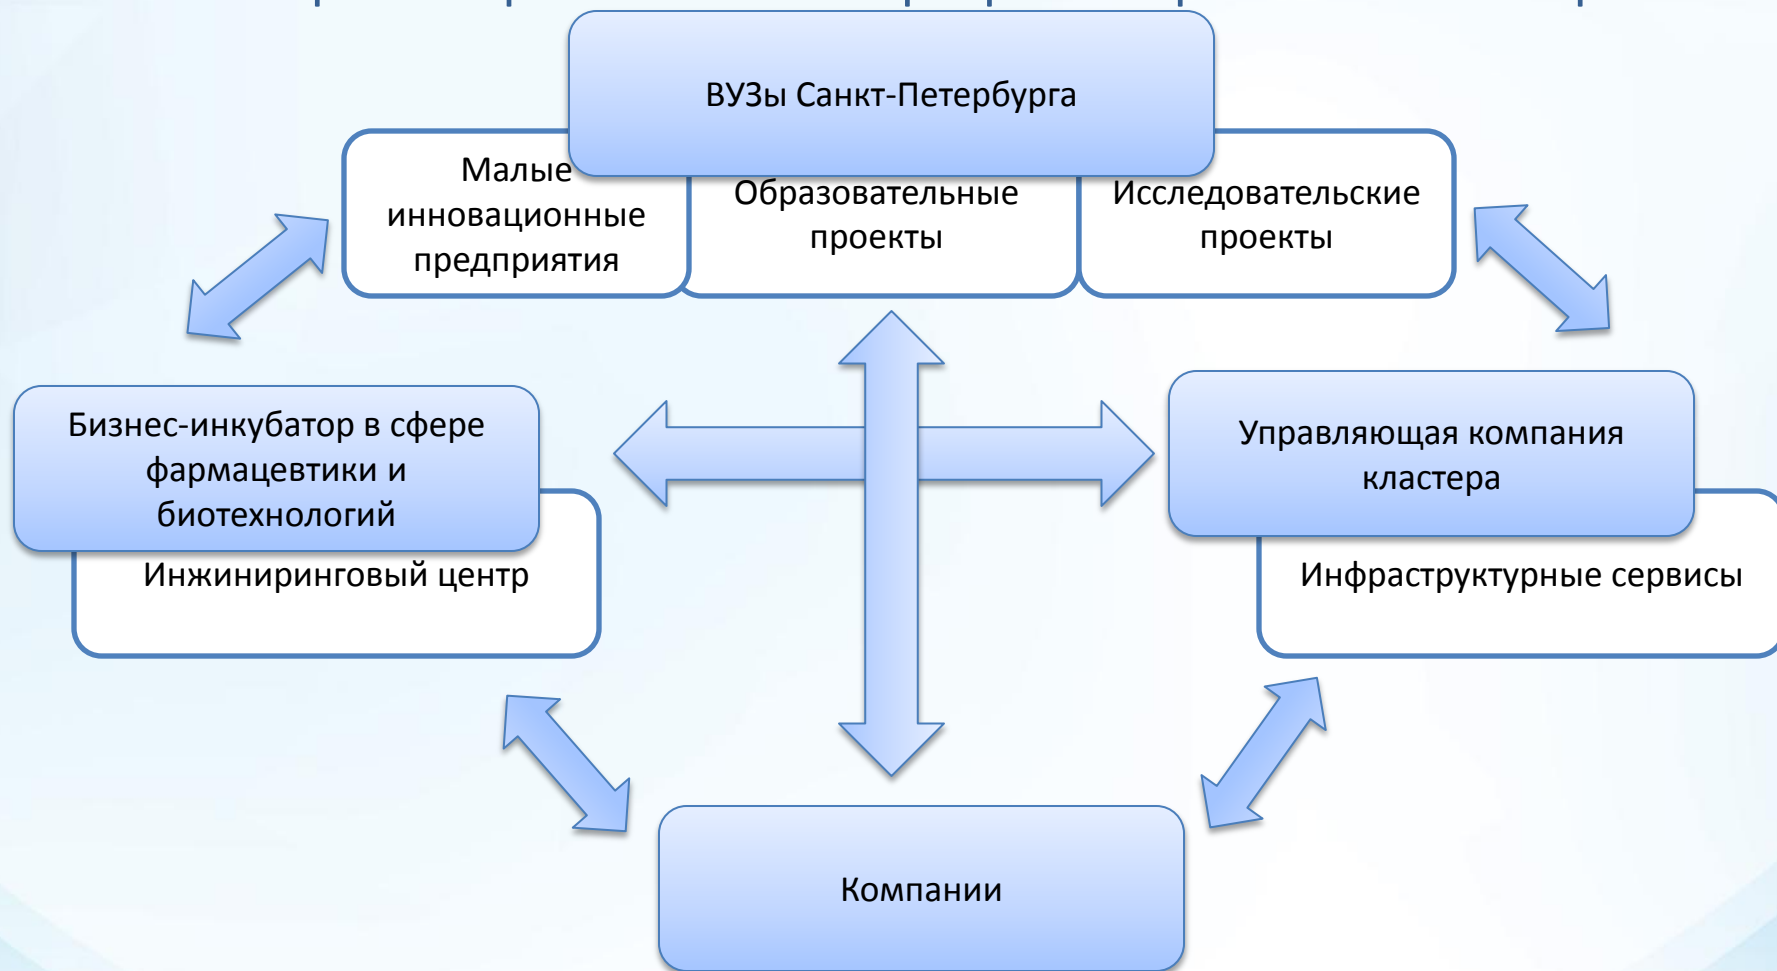 ВУЗы Санкт-Петербурга
Малые
инновационные
предприятия
Образовательные
проекты
Исследовательские
проекты
Бизнес-инкубатор в сфере
фармацевтики и
биотехнологий
Инжиниринговый центр
Управляющая компания
кластера
Инфраструктурные сервисы
Компании